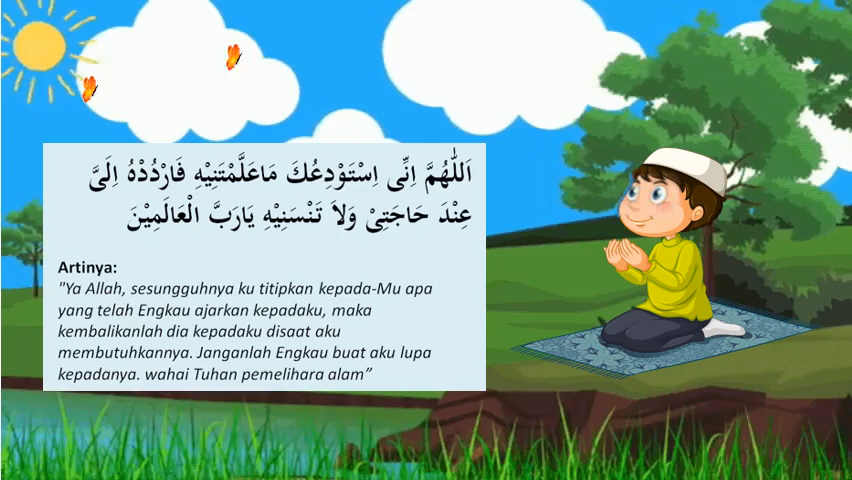 اَللّٰهُمَّ اِنِّى اِسْتَوْدِعُكَ مَاعَلَّمْتَنِيْهِ فَارْدُدْهُ اِلَيَّ
عِنْدَ حَاجَتِىْ وَلاَ تَنْسَنِيْهِ يَارَبَّ الْعَالَمِيْنَ
Artinya:
"Ya Allah, sesungguhnya ku titipkan kepada-Mu apa
yang telah Engkau ajarkan kepadaku, maka
kembalikanlah dia kepadaku disaat aku
membutuhkannya. Janganlah Engkau buat aku lupa
kepadanya. wahai Tuhan pemelihara alam”